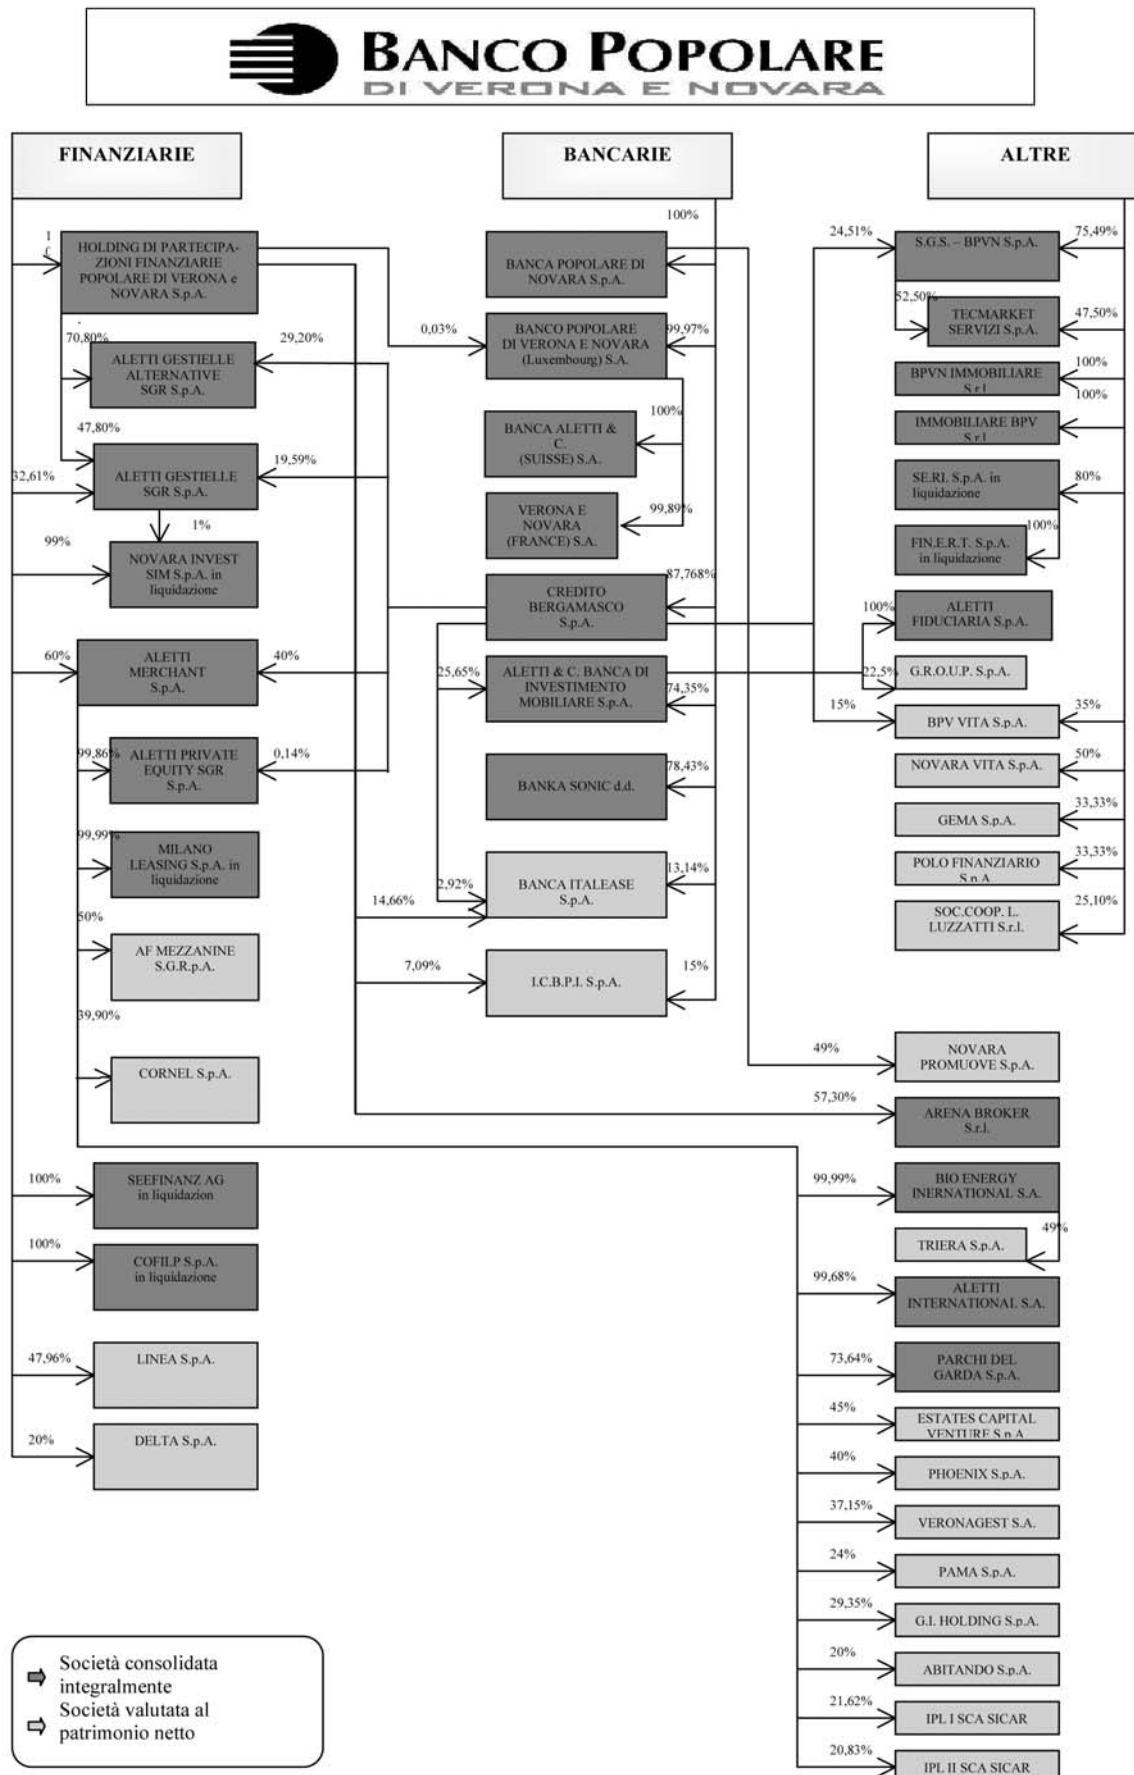 BANCO POPOLARE
DI VERONA E NOVARA
FINANZIARIE
BANCARIE
ALTRE
1
HOLDING DI PARTECIPA-
ZIONI FINANZIARIE
POPOLARE DI VERONA e
NOVARA S.p.A.
70,80%
29,20%
ALETTI GESTIELLE
ALTERNATIVE
SGR S.p.A.
47,80%
32,61%
19,59%
ALETTI GESTIELLE
SGR S.p.A.
1%
99%
NOVARA INVEST
SIM S.p.A. in
liquidazione
60%
40%
ALETTI
MERCHANT
S.p.A.
99,86%
0,14%
ALETTI PRIVATE
EQUITY SGR
S.p.A.
99,99%
MILANO
LEASING S.p.A. in
liquidazione
50%
AF MEZZANINE
S.G.R.p.A.
39,90%
CORNEL S.p.A.
100%
SEEFINANZ AG
in liquidazion
100%
COFILP S.p.A.
in liquidazione
47,96%
LINEA S.p.A.
20%
DELTA S.p.A.
100%
BANCA POPOLARE DI
NOVARA S.p.A.
0,03%
99,97%
BANCO POPOLARE
DI VERONA E NOVARA
(Luxembourg) S.A.
100%
BANCA ALETTI &
C.
(SUISSE) S.A.
99,89%
VERONA E
NOVARA
(FRANCE) S.A.
87,768%
CREDITO
BERGAMASCO
S.p.A.
25,65%
74,35%
ALETTI & C. BANCA DI
INVESTIMENTO
MOBILIARE S.p.A.
78,43%
BANKA SONIC d.d.
14,66%
2,92%
13,14%
BANCA ITALEASE
S.p.A.
7,09%
15%
I.C.B.P.I. S.p.A.
24,51%
75,49%
S.G.S. – BPVN S.p.A.
52,50%
47,50%
TECMARKET
SERVIZI S.p.A.
100%
BPVN IMMOBILIARE
S.r.l
100%
IMMOBILIARE BPV
S.r.l
80%
SE.RI. S.p.A. in
liquidazione
100%
FIN.E.R.T. S.p.A.
in liquidazione
100%
ALETTI
FIDUCIARIA S.p.A.
22,5%
G.R.O.U.P. S.p.A.
15%
35%
BPV VITA S.p.A.
50%
NOVARA VITA S.p.A.
33,33%
GEMA S.p.A.
33,33%
POLO FINANZIARIO
S.p.A.
25,10%
SOC.COOP. L.
LUZZATTI S.r.l.
49%
NOVARA
PROMUOVE S.p.A.
57,30%
ARENA BROKER
S.r.l.
99,99%
BIO ENERGY
INERNATIONAL S.A.
49%
TRIERA S.p.A.
99,68%
ALETTI
INTERNATIONAL S.A.
73,64%
PARCHI DEL
GARDA S.p.A.
45%
ESTATES CAPITAL
VENTURE S.p.A
40%
PHOENIX S.p.A.
37,15%
VERONAGEST S.A.
24%
PAMA S.p.A.
29,35%
G.I. HOLDING S.p.A.
20%
ABITANDO S.p.A.
21,62%
IPL I SCA SICAR
20,83%
IPL II SCA SICAR
Società consolidata
integralmente
Società valutata al
patrimonio netto